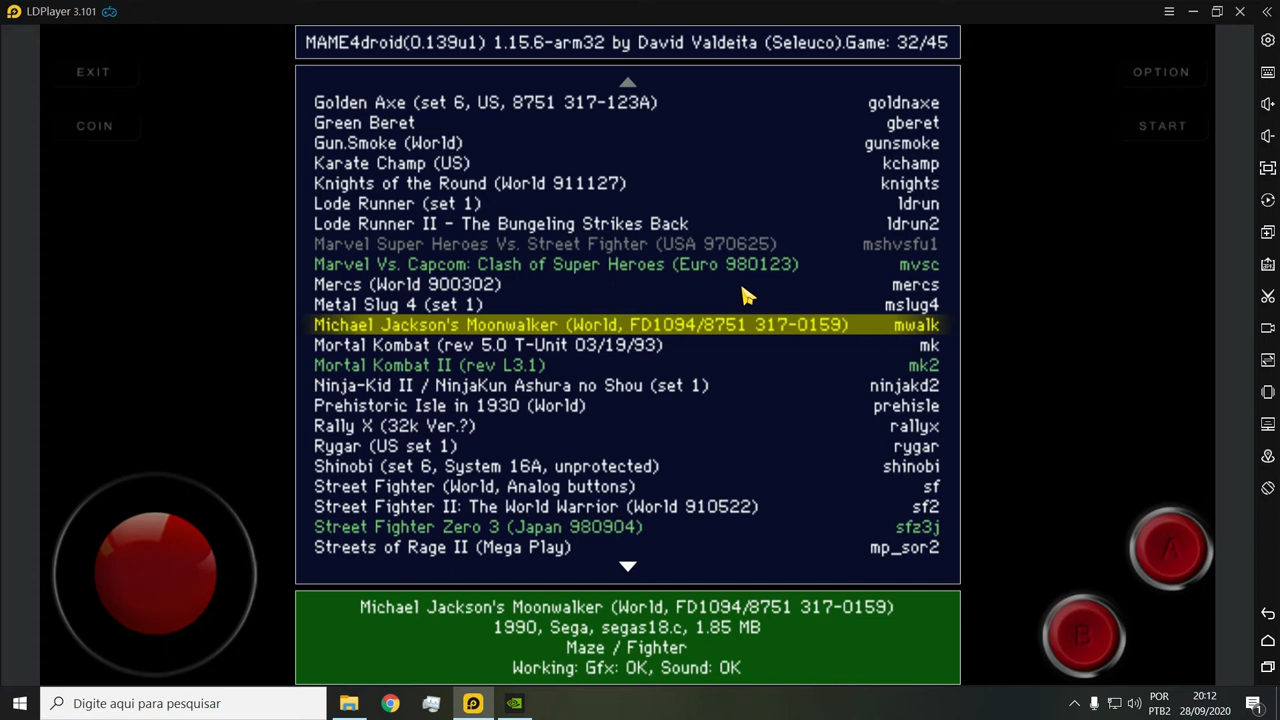 LDPlayer 3.101
MAME4droid(0.139u1) 1.15.6-arm32 by David Valdeita (Seleuco).Game: 32/45
EXIT
OPTION
COIN
START
Golden Axe (set 6, US, 8751 317-123A) goldnaxe
Green Beret gberet
Gun.Smoke (World) gunsmoke
Karate Champ (US) kchamp
Knights of the Round (World 911127) knights
Lode Runner (set 1) ldrun
Lode Runner II - The Bungeling Strikes Back ldrun2
Marvel Super Heroes Vs. Street Fighter (USA 970625) mshvsfu1
Marvel Vs. Capcom: Clash of Super Heroes (Euro 980123) mvsc
Mercs (World 900302) mercs
Metal Slug 4 (set 1) mslug4
Michael Jackson's Moonwalker (World, FD1094/8751 317-0159) mwalk
Mortal Kombat (rev 5.0 T-Unit 03/19/93) mk
Mortal Kombat II (rev L3.1) mk2
Ninja-Kid II / NinjaKun Ashura no Shou (set 1) ninjakd2
Prehistoric Isle in 1930 (World) prehisle
Rally X (32k Ver.?) rallyx
Rygar (US set 1) rygar
Shinobi (set 6, System 16A, unprotected) shinobi
Street Fighter (World, Analog buttons) sf
Street Fighter II: The World Warrior (World 910522) sf2
Street Fighter Zero 3 (Japan 980904) sfz3j
Streets of Rage II (Mega Play) mp_sor2
A
B
Michael Jackson's Moonwalker (World, FD1094/8751 317-0159)
1990, Sega, segas18.c, 1.85 MB
Maze / Fighter
Working: Gfx: OK, Sound: OK
Digite aqui para pesquisar
POR
PTB2
20:12
28/09/2020
1